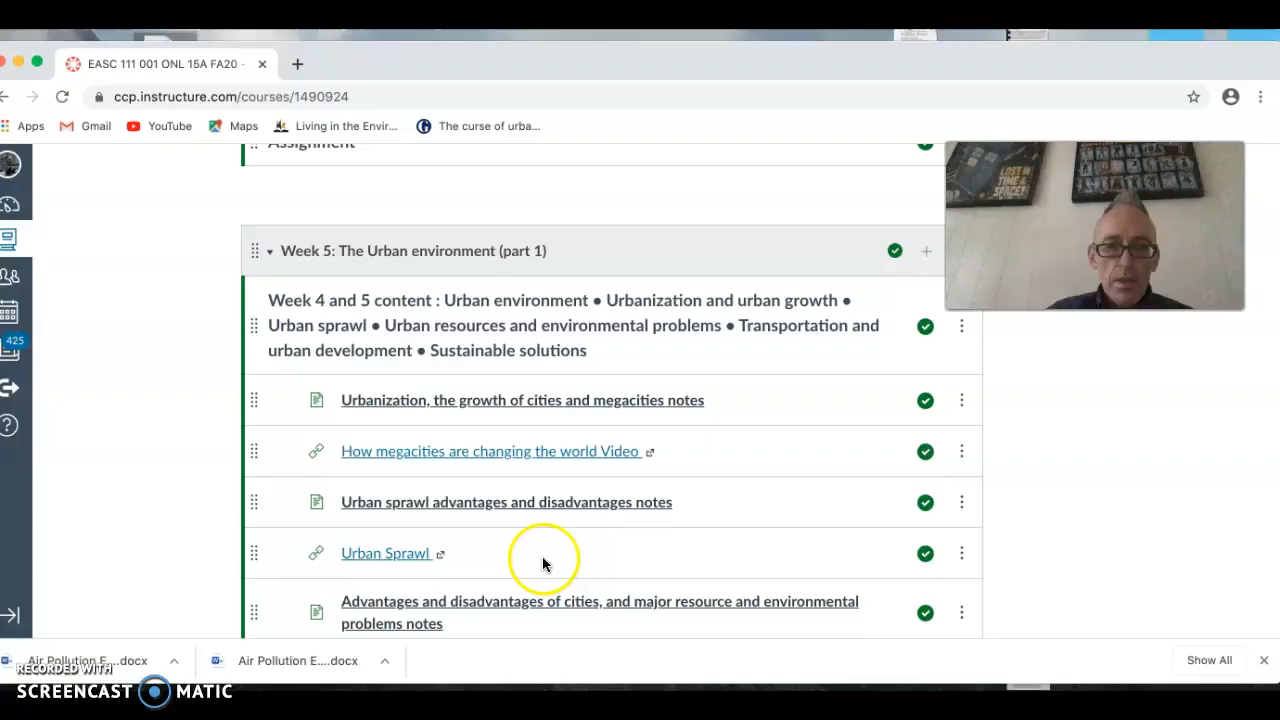 EASC 111 001 ONL 15A FA20 -
ccp.instructure.com/courses/1490924
Apps
Gmail
YouTube
Maps
Living in the Envir...
The curse of urba...
Assignment
LOST IN
TIME &
SPACE!
Week 5: The Urban environment (part 1)
Week 4 and 5 content : Urban environment ● Urbanization and urban growth ●
Urban sprawl ● Urban resources and environmental problems ● Transportation and
urban development ● Sustainable solutions
425
Urbanization, the growth of cities and megacities notes
How megacities are changing the world Video
Urban sprawl advantages and disadvantages notes
Urban Sprawl
Advantages and disadvantages of cities, and major resource and environmental
problems notes
Air Pollution E....docx
Air Pollution E....docx
Show All
RECORDED WITH
SCREENCAST MATIC